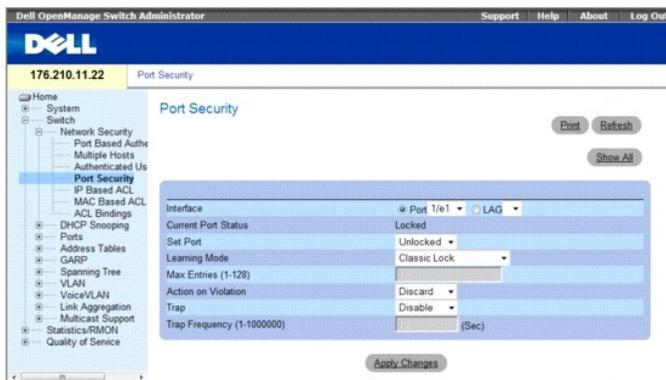 Dell OpenManage Switch Administrator
Support Help About Log Ou
DELL
176.210.11.22 Port Security
Home
System
Switch
Network Security
Port Based Authe
Multiple Hosts
Authenticated Us
Port Security
IP Based ACL
MAC Based ACL
ACL Bindings
DHCP Snooping
Ports
Address Tables
GARP
Spanning Tree
VLAN
VoiceVLAN
Link Aggregation
Multicast Support
Statistics/RMON
Quality of Service
Port Security
Print Refresh
Show All
Interface Port 1/e1 LAG
Current Port Status Locked
Set Port Unlocked
Learning Mode Classic Lock
Max Entries (1-128)
Action on Violation Discard
Trap Disable
Trap Frequency (1-1000000) 10 (Sec)
Apply Changes